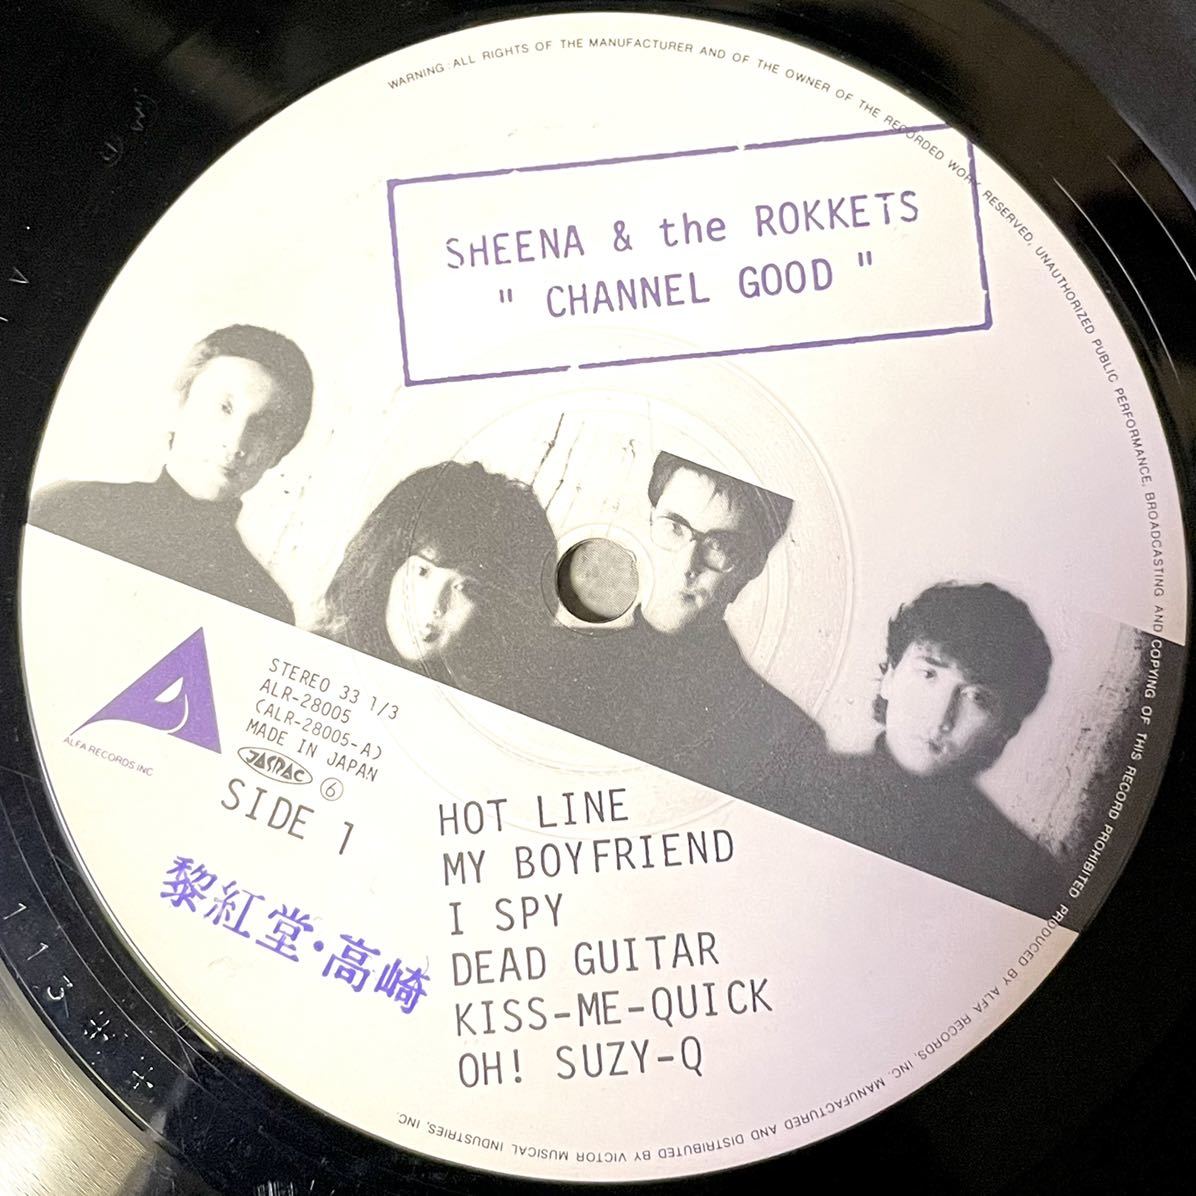 WARNING: ALL RIGHTS OF THE MANUFACTURER AND OF THE OWNER OF THE RECORDED WORK RESERVED, UNAUTHORIZED PUBLIC PERFORMANCE, BROADCASTING AND COPYING OF THIS RECORD PROHIBITED PRODUCED BY ALFA RECORDS, INC. MANUFACTURED AND DISTRIBUTED BY VICTOR MUSICAL INDUSTRIES, INC.
SHEENA & the ROKKETS
" CHANNEL GOOD "
ALFA RECORDS INC
STEREO 33 1/3
ALR-28005
(ALR-28005-A)
MADE IN JAPAN
JASRAC ⑥
SIDE 1
黎紅堂・高崎
HOT LINE
MY BOYFRIEND
I SPY
DEAD GUITAR
KISS-ME-QUICK
OH! SUZY-Q
113